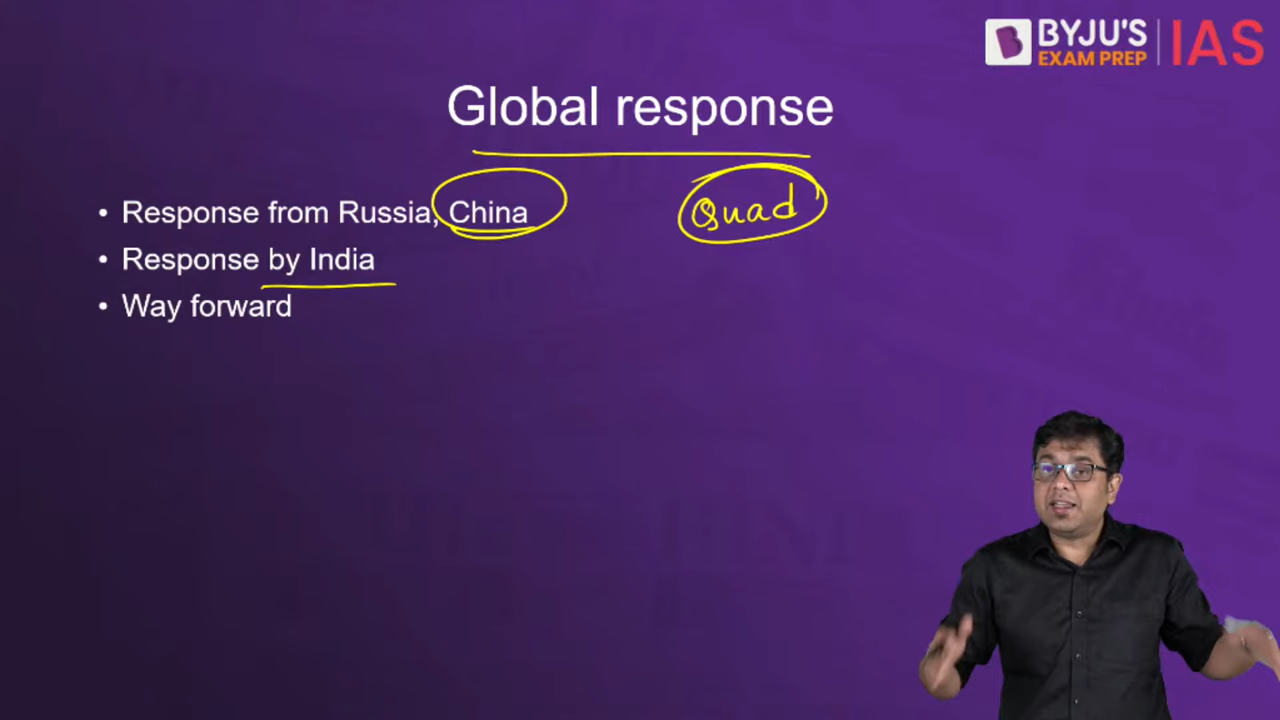 BYJU'S
EXAM PREP
IAS
Global response
• Response from Russia, China
Quad
• Response by India
• Way forward